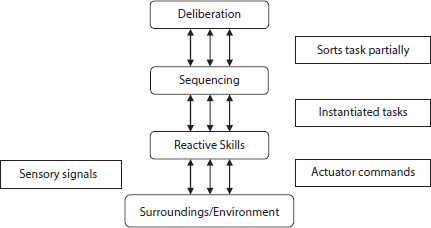 Deliberation
Sorts task partially
Sequencing
Instantiated tasks
Reactive Skills
Sensory signals
Actuator commands
Surroundings/Environment